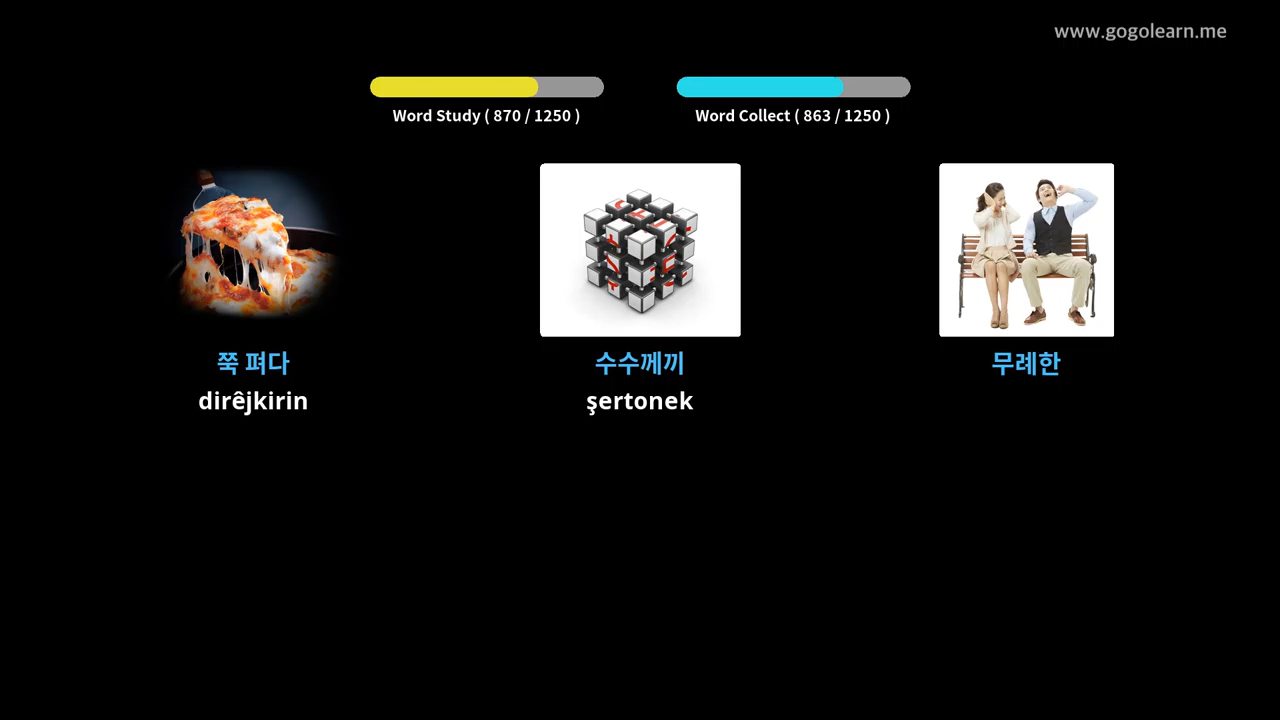 www.gogolearn.me
Word Study ( 870 / 1250 )
Word Collect ( 863 / 1250 )
쭉 펴다
dirêjkirin
수수께끼
şertonek
무례한